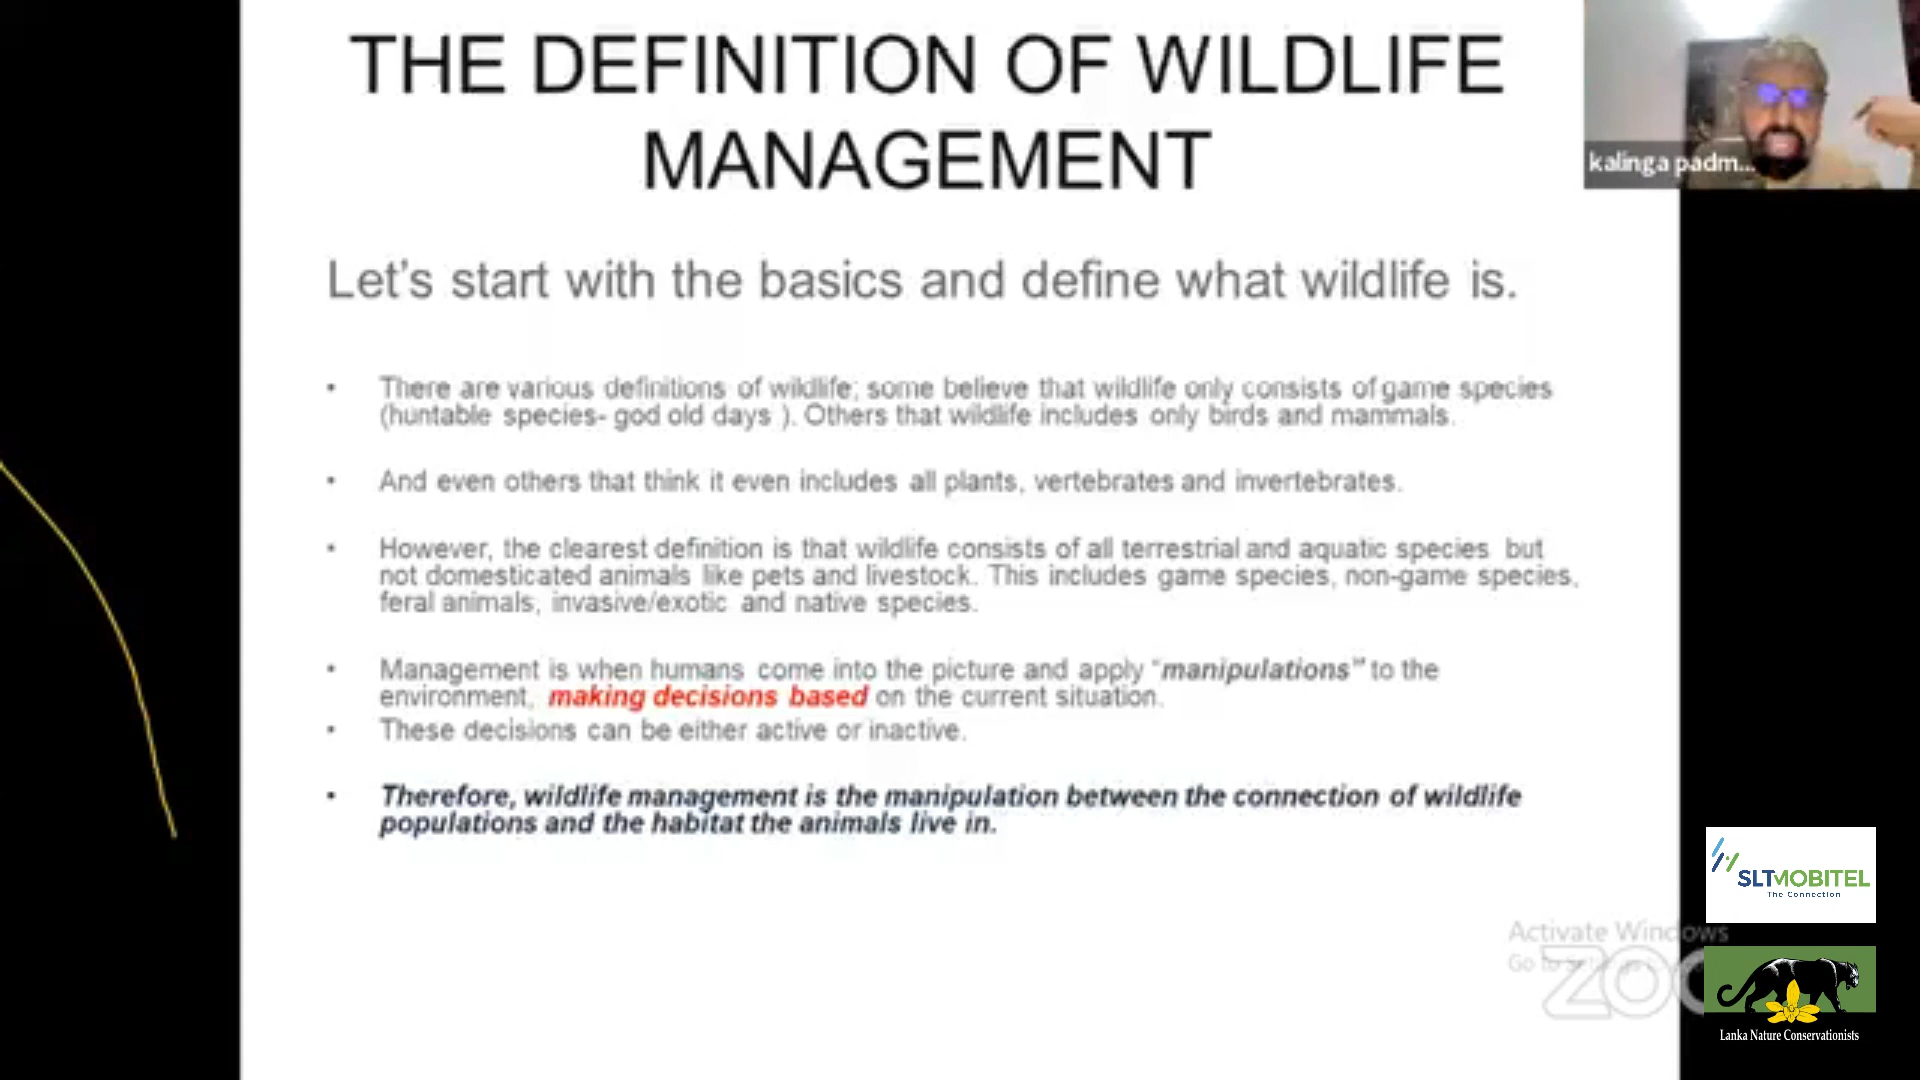 THE DEFINITION OF WILDLIFE
MANAGEMENT
kalinga padm...
Let's start with the basics and define what wildlife is.
• There are various definitions of wildlife; some believe that wildlife only consists of game species
(huntable species- god old days ). Others that wildlife includes only birds and mammals.
• And even others that think it even includes all plants, vertebrates and invertebrates.
• However, the clearest definition is that wildlife consists of all terrestrial and aquatic species but
not domesticated animals like pets and livestock. This includes game species, non-game species,
feral animals, invasive/exotic and native species.
• Management is when humans come into the picture and apply "manipulations" to the
environment, making decisions based on the current situation.
• These decisions can be either active or inactive.
• Therefore, wildlife management is the manipulation between the connection of wildlife
populations and the habitat the animals live in.
SLTMOBITEL
The Connection
Activate Windows
Go to
ZO
Lanka Nature Conservationists